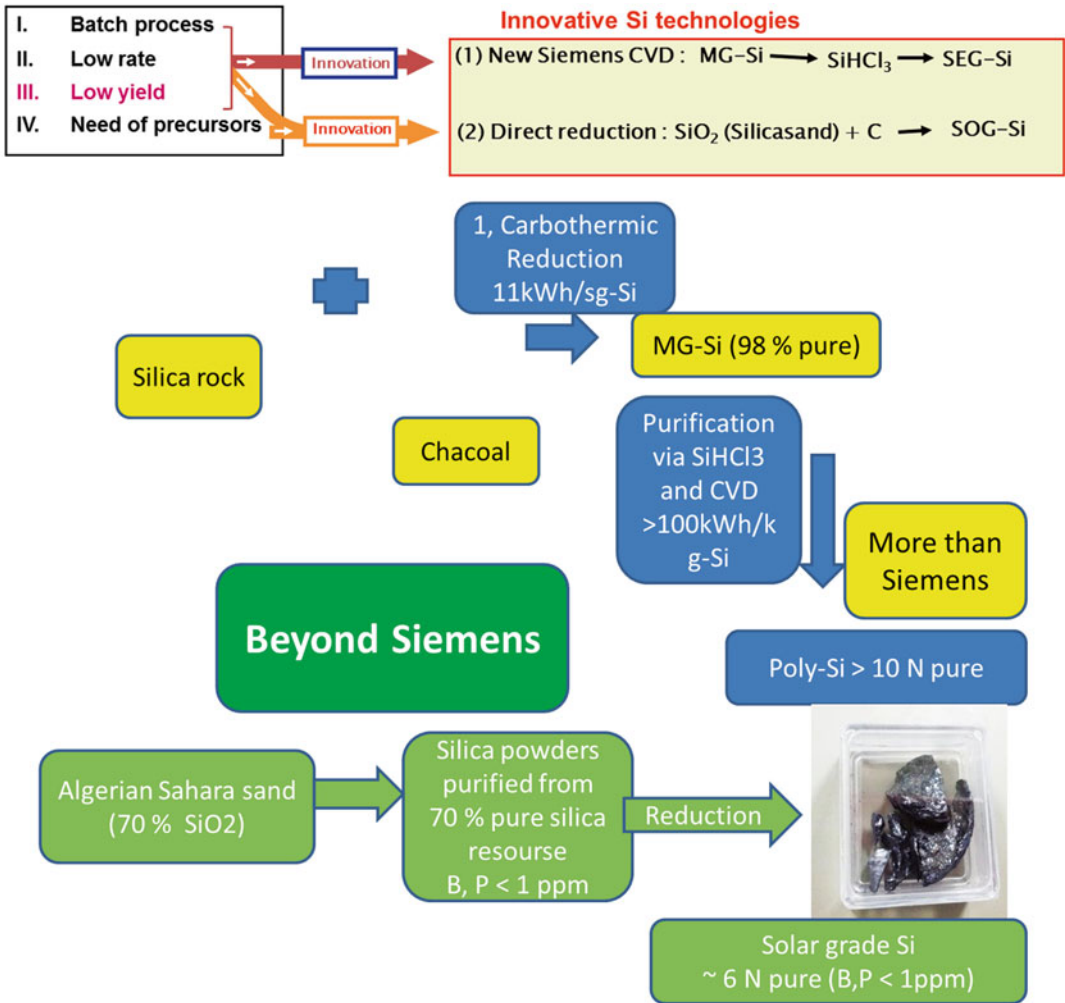 I. Batch process
II. Low rate
III. Low yield
IV. Need of precursors
Innovation
Innovation
Innovative Si technologies
(1) New Siemens CVD : MG-Si → SiHCl₃ → SEG-Si
(2) Direct reduction : SiO₂ (Silicasand) + C → SOG-Si
1, Carbothermic
Reduction
11kWh/sg-Si
Silica rock
MG-Si (98 % pure)
Chacoal
Purification
via SiHCl3
and CVD
>100kWh/k
g-Si
More than
Siemens
Beyond Siemens
Poly-Si > 10 N pure
Algerian Sahara sand
(70 % SiO2)
Silica powders
purified from
70 % pure silica
resourse
B, P < 1 ppm
Reduction
Solar grade Si
~ 6 N pure (B,P < 1ppm)